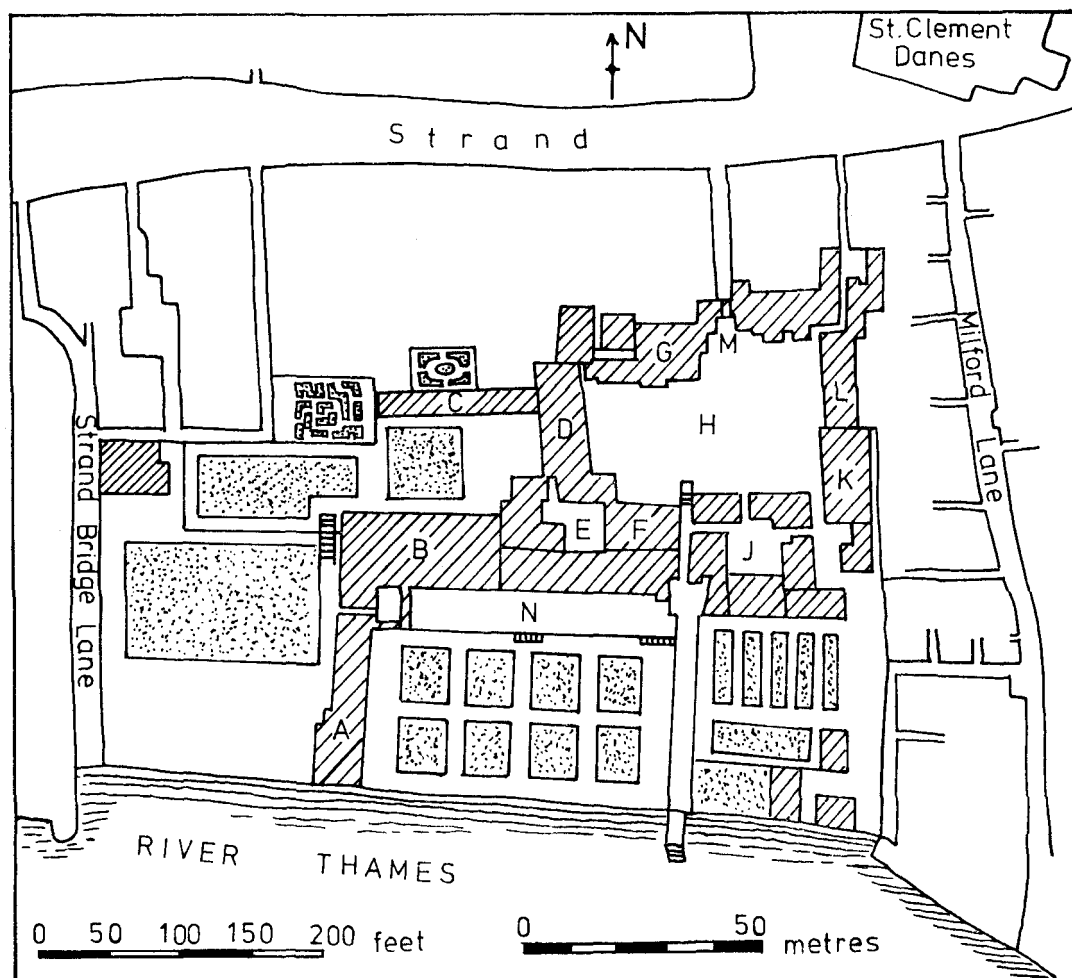 St. Clement
Danes
N
Strand
G
M
L
C
D
H
K
Milford Lane
Strand Bridge Lane
E
F
B
J
N
A
RIVER THAMES
0 50 100 150 200 feet
0 50 metres